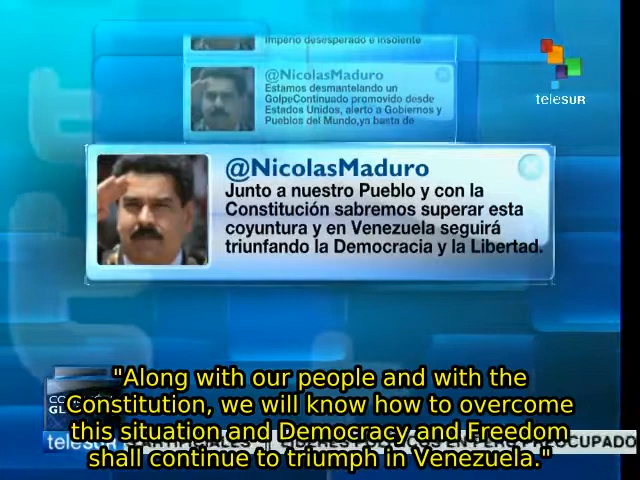 Imperio desesperado e insolente
@NicolasMaduro
Estamos desmantelando un
GolpeContinuado promovido desde
Estados Unidos, alerto a Gobiernos y
Pueblos del Mundo,ya basta de
teleSUR
@NicolasMaduro
Junto a nuestro Pueblo y con la
Constitución sabremos superar esta
coyuntura y en Venezuela seguirá
triunfando la Democracia y la Libertad.
"Along with our people and with the
Constitution, we will know how to overcome
this situation and Democracy and Freedom
shall continue to triumph in Venezuela."
teleSUR